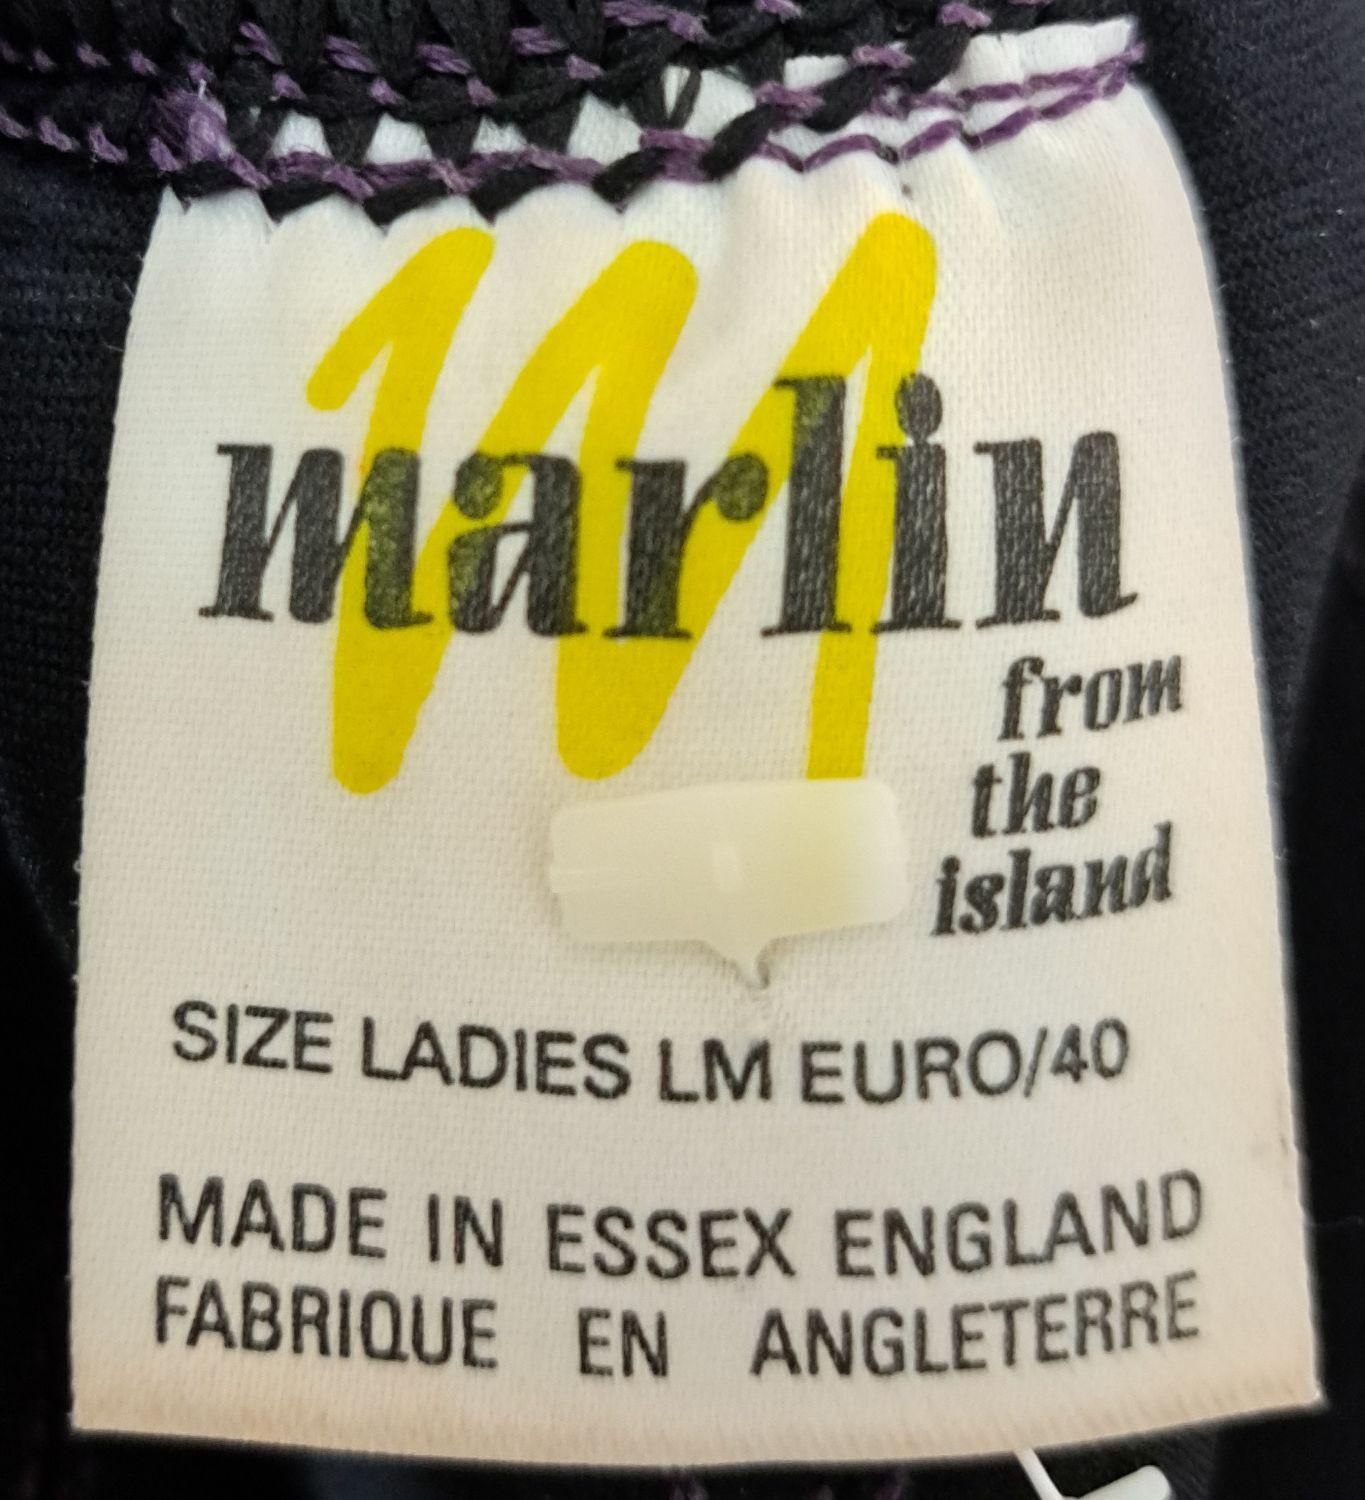 m
marlin
from
the
island
SIZE LADIES LM EURO/40
MADE IN ESSEX ENGLAND
FABRIQUE EN ANGLETERRE